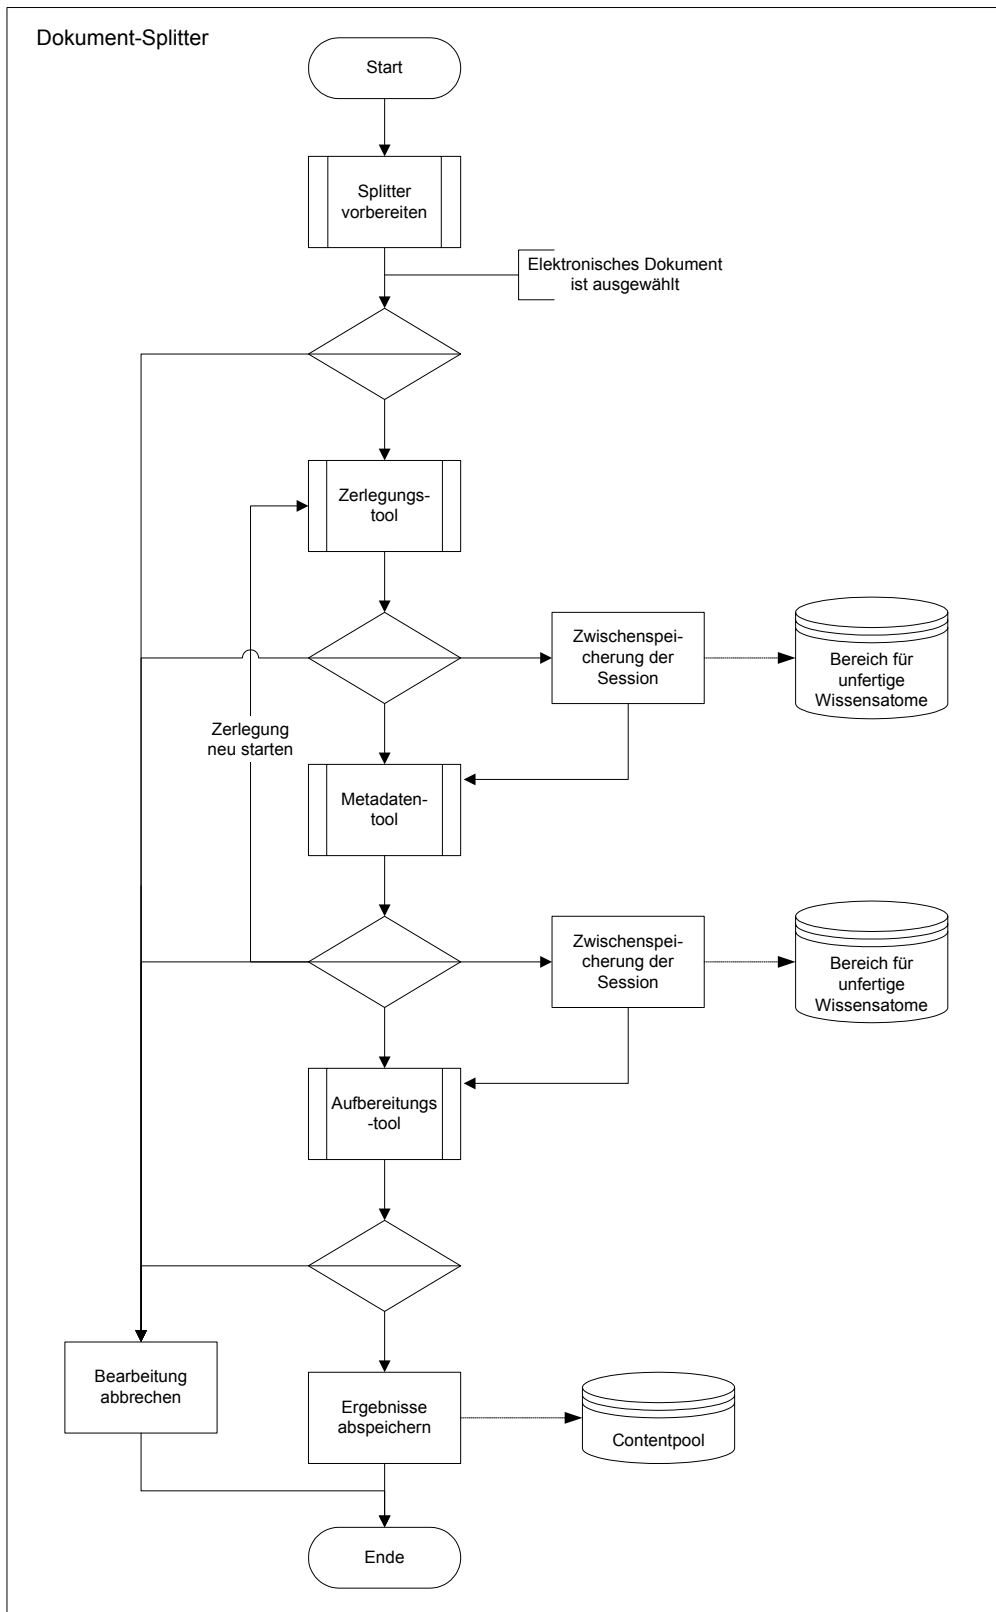 Dokument-Splitter
Start
Splitter
vorbereiten
Elektronisches Dokument
ist ausgewählt
Zerlegungs-
tool
Zwischenspei-
cherung der
Session
Bereich für
unfertige
Wissensatome
Zerlegung
neu starten
Metadaten-
tool
Zwischenspei-
cherung der
Session
Bereich für
unfertige
Wissensatome
Aufbereitungs
-tool
Bearbeitung
abbrechen
Ergebnisse
abspeichern
Contentpool
Ende